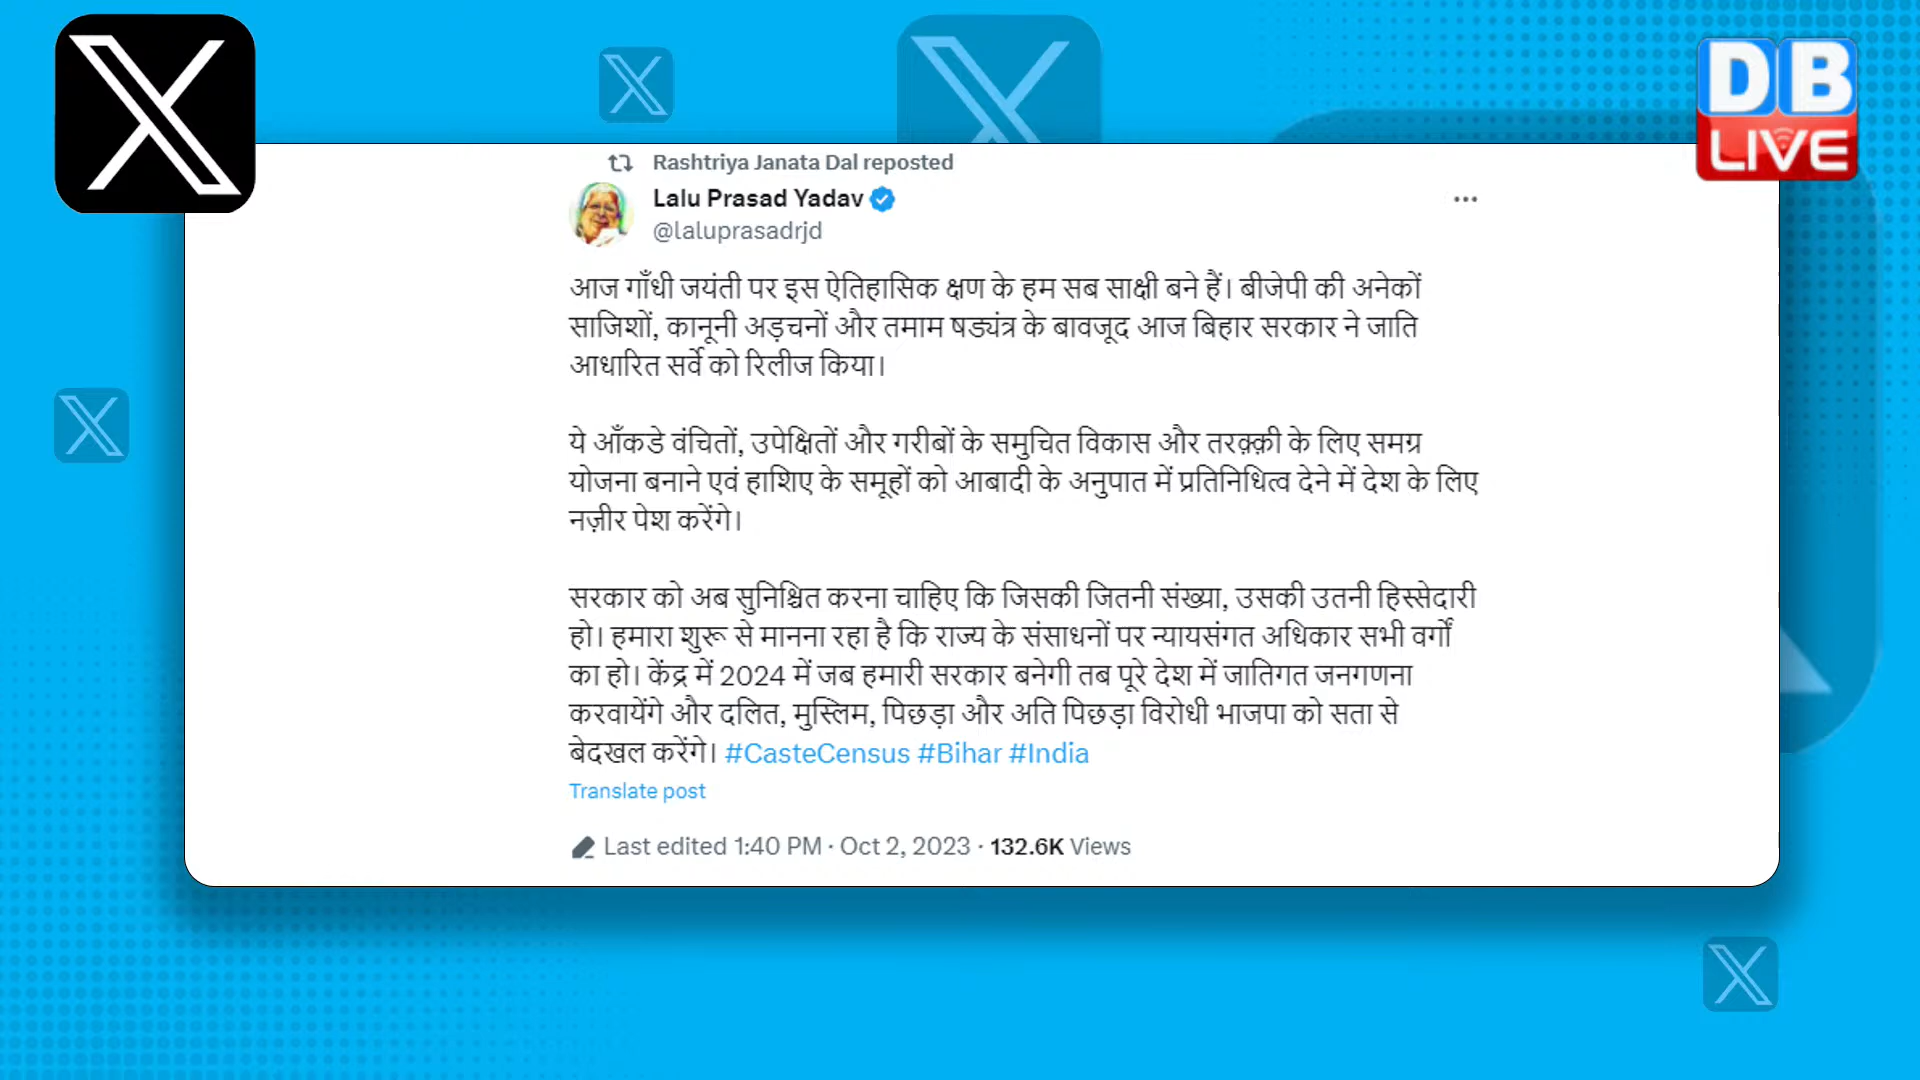 DB
LIVE
Rashtriya Janata Dal reposted
Lalu Prasad Yadav
@laluprasadrjd
आज गाँधी जयंती पर इस ऐतिहासिक क्षण के हम सब साक्षी बने हैं। बीजेपी की अनेकों
साजिशों, कानूनी अड़चनों और तमाम षड्यंत्र के बावजूद आज बिहार सरकार ने जाति
आधारित सर्वे को रिलीज किया।
ये आँकडे वंचितों, उपेक्षितों और गरीबों के समुचित विकास और तरक़्क़ी के लिए समग्र
योजना बनाने एवं हाशिए के समूहों को आबादी के अनुपात में प्रतिनिधित्व देने में देश के लिए
नज़ीर पेश करेंगे।
सरकार को अब सुनिश्चित करना चाहिए कि जिसकी जितनी संख्या, उसकी उतनी हिस्सेदारी
हो। हमारा शुरू से मानना रहा है कि राज्य के संसाधनों पर न्यायसंगत अधिकार सभी वर्गों
का हो। केंद्र में 2024 में जब हमारी सरकार बनेगी तब पूरे देश में जातिगत जनगणना
करवायेंगे और दलित, मुस्लिम, पिछड़ा और अति पिछड़ा विरोधी भाजपा को सता से
बेदखल करेंगे। #CasteCensus #Bihar #India
Translate post
Last edited 1:40 PM · Oct 2, 2023 · 132.6K Views